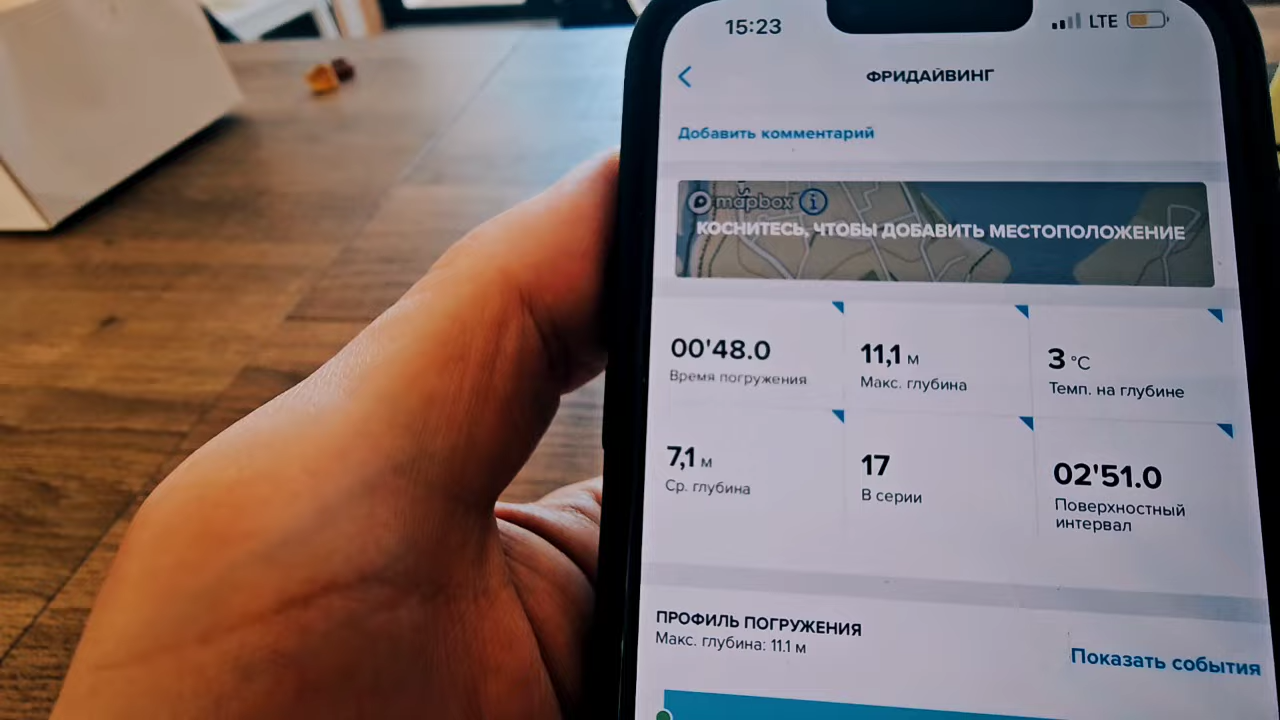 15:23 LTE
ФРИДАЙВИНГ
Добавить комментарий
mapbox i
КОСНИТЕСЬ, ЧТОБЫ ДОБАВИТЬ МЕСТОПОЛОЖЕНИЕ
00'48.0
Время погружения
11,1 м
Макс. глубина
3 °C
Темп. на глубине
7,1 м
Ср. глубина
17
В серии
02'51.0
Поверхностный
интервал
ПРОФИЛЬ ПОГРУЖЕНИЯ
Макс. глубина: 11.1 м
Показать события